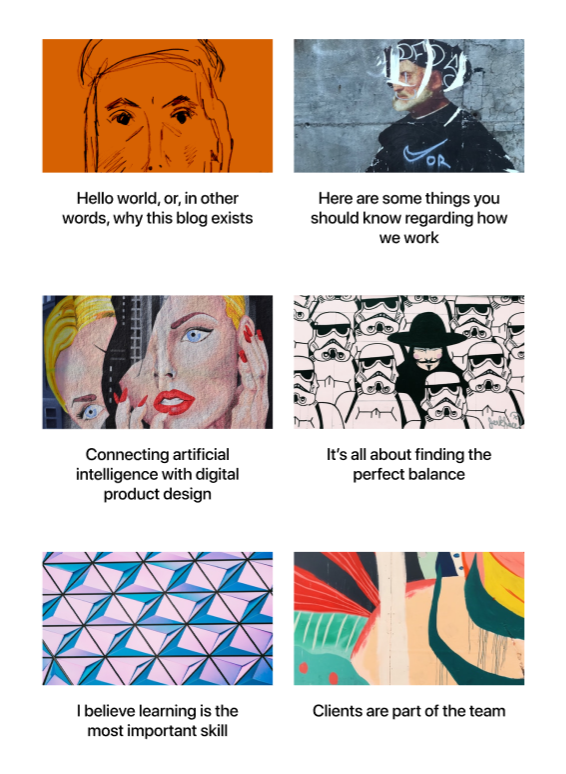 Hello world, or, in other
words, why this blog exists
OR
Here are some things you
should know regarding how
we work
Connecting artificial
intelligence with digital
product design
It's all about finding the
perfect balance
I believe learning is the
most important skill
Clients are part of the team